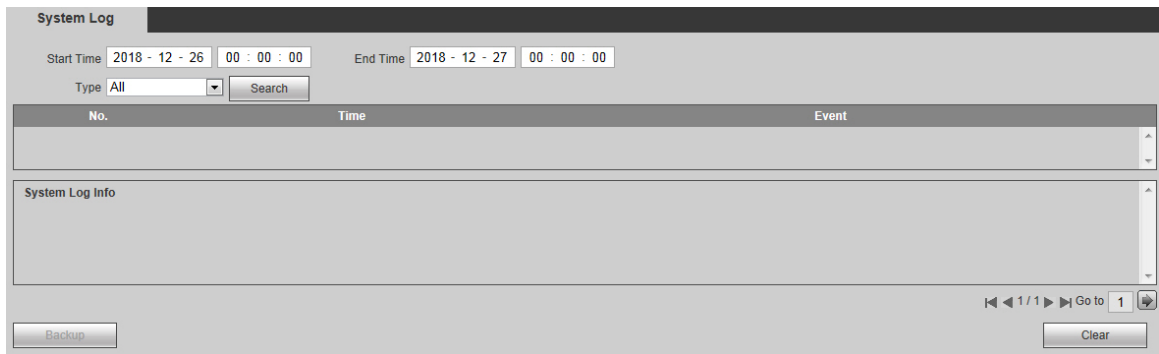 System Log
Start Time 2018 - 12 - 26 00 : 00 : 00 End Time 2018 - 12 - 27 00 : 00 : 00
Type All Search
No. Time Event
System Log Info
1 / 1 Go to 1
Backup Clear